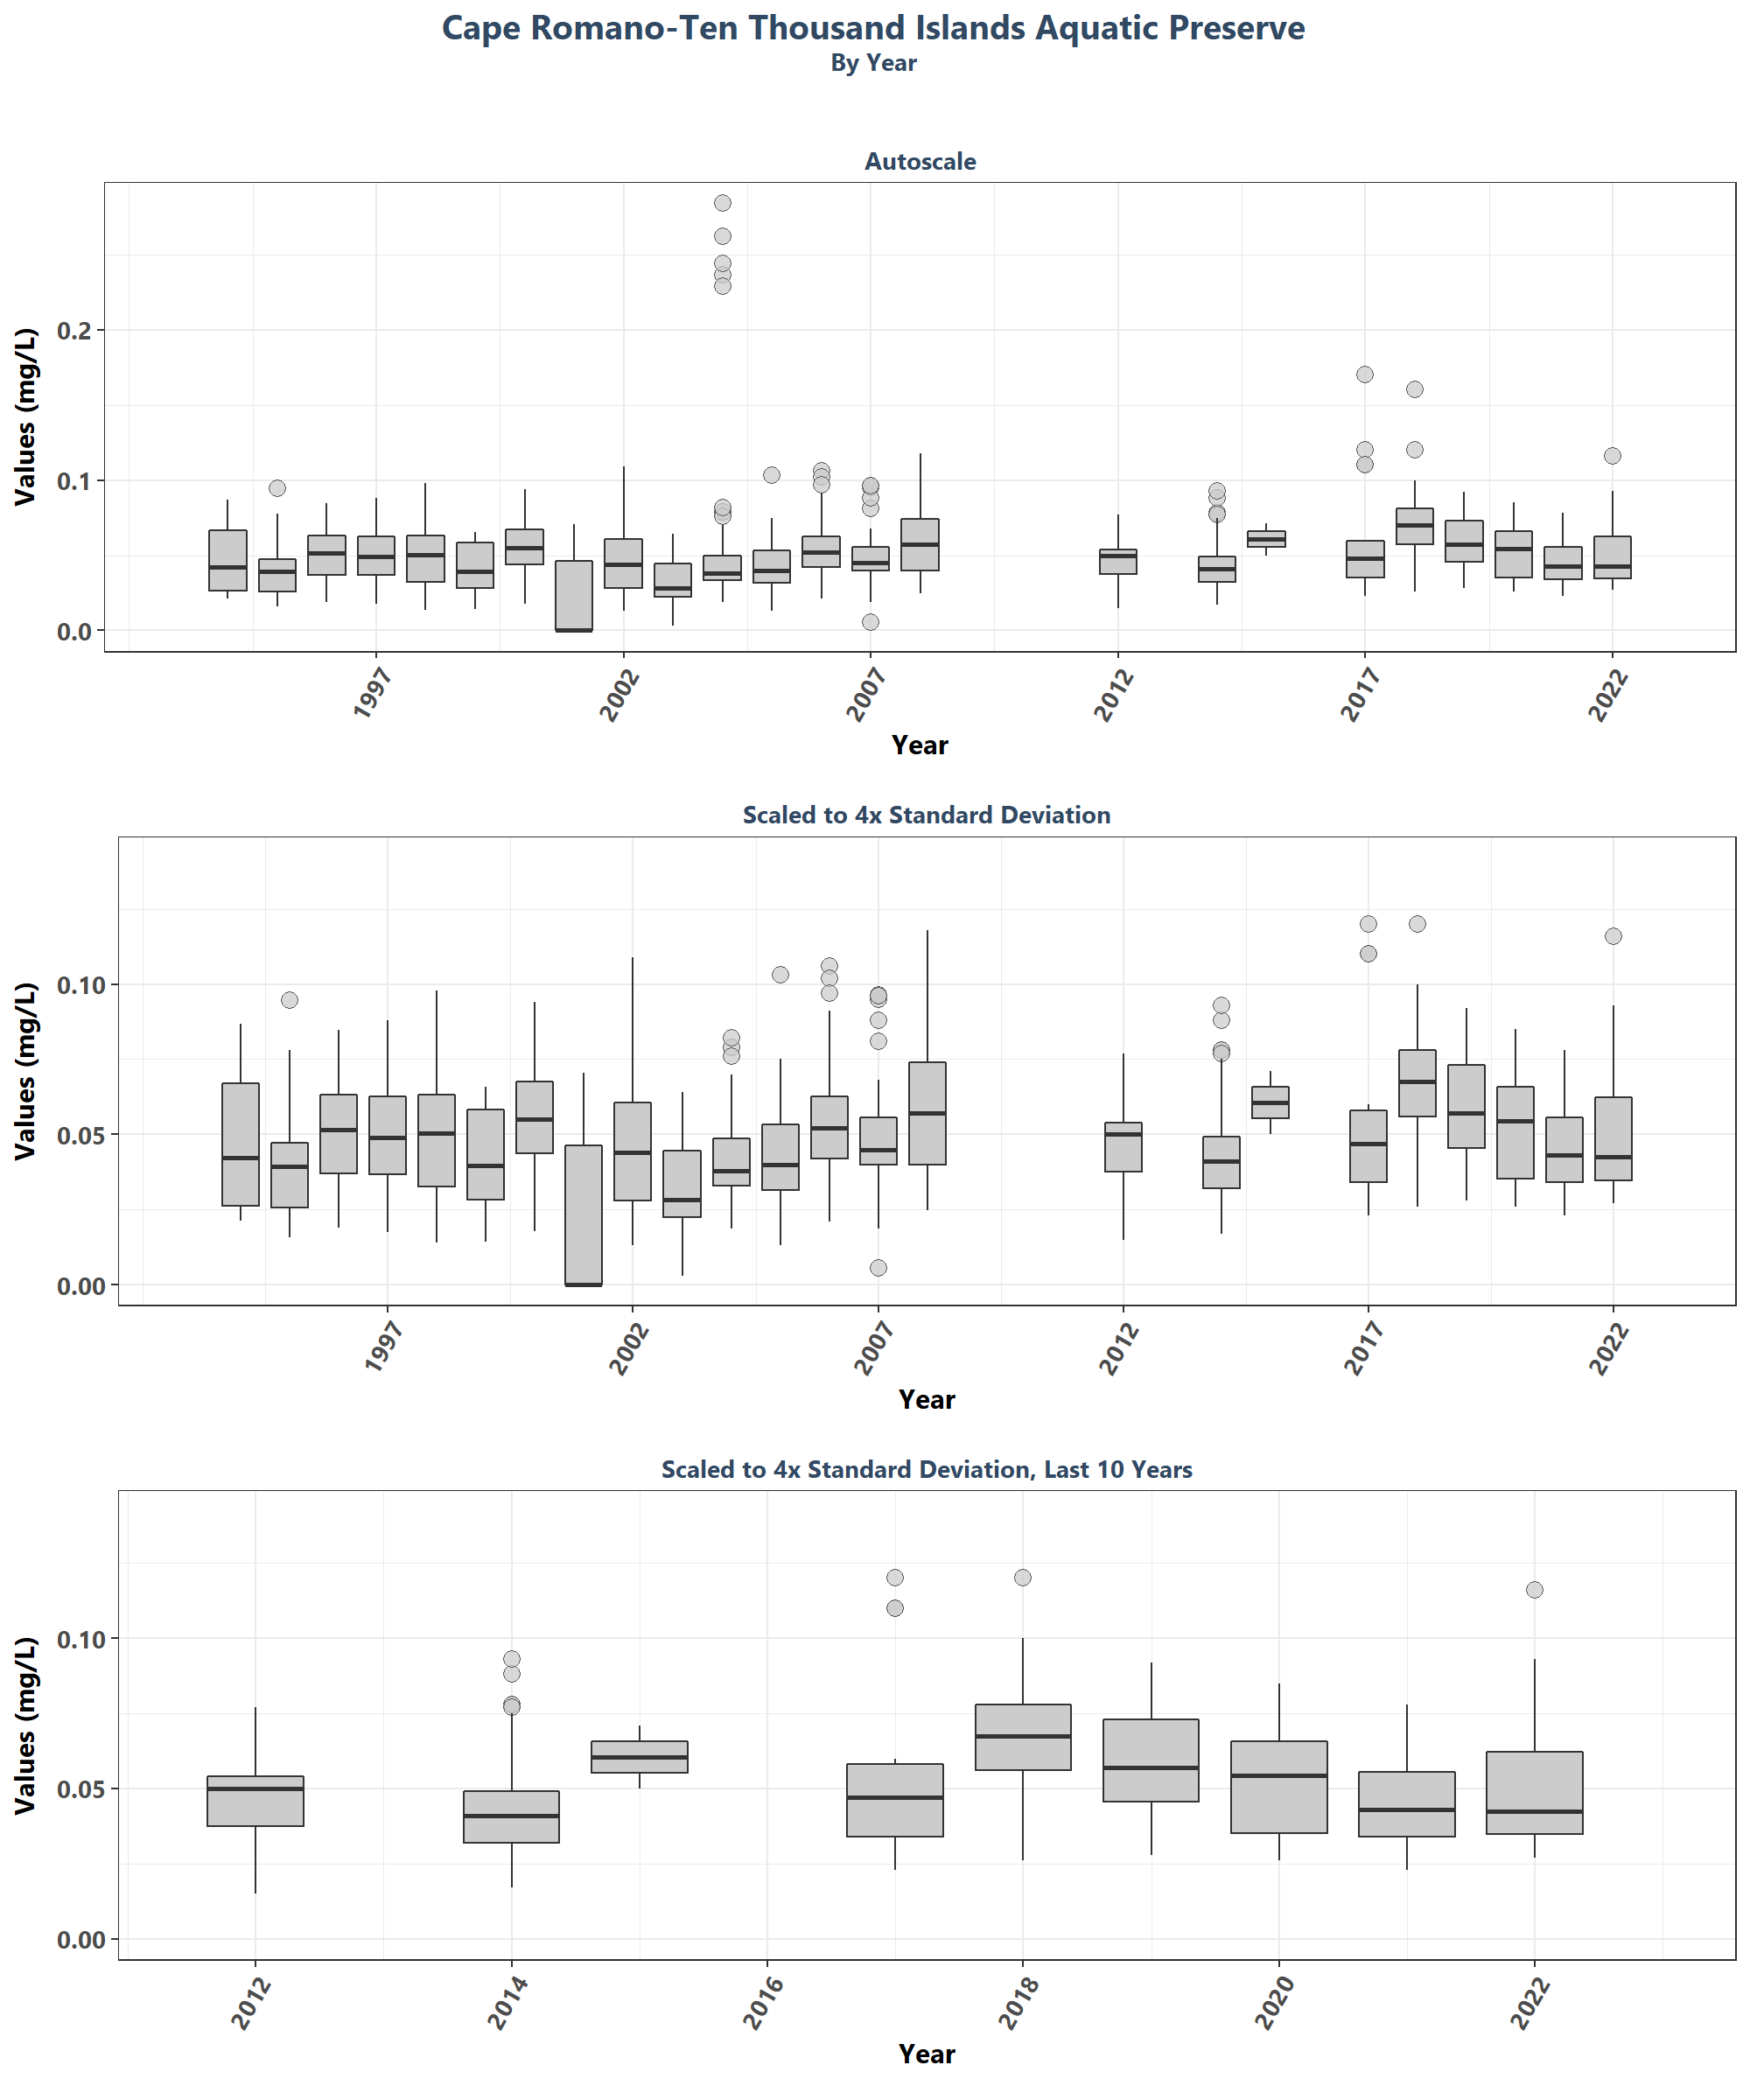 Cape Romano-Ten Thousand Islands Aquatic Preserve
By Year
Autoscale
Values (mg/L)
0.2
0.1
0.0
1997 2002 2007 2012 2017 2022
Year
Scaled to 4x Standard Deviation
Values (mg/L)
0.10
0.05
0.00
1997 2002 2007 2012 2017 2022
Year
Scaled to 4x Standard Deviation, Last 10 Years
Values (mg/L)
0.10
0.05
0.00
2012 2014 2016 2018 2020 2022
Year